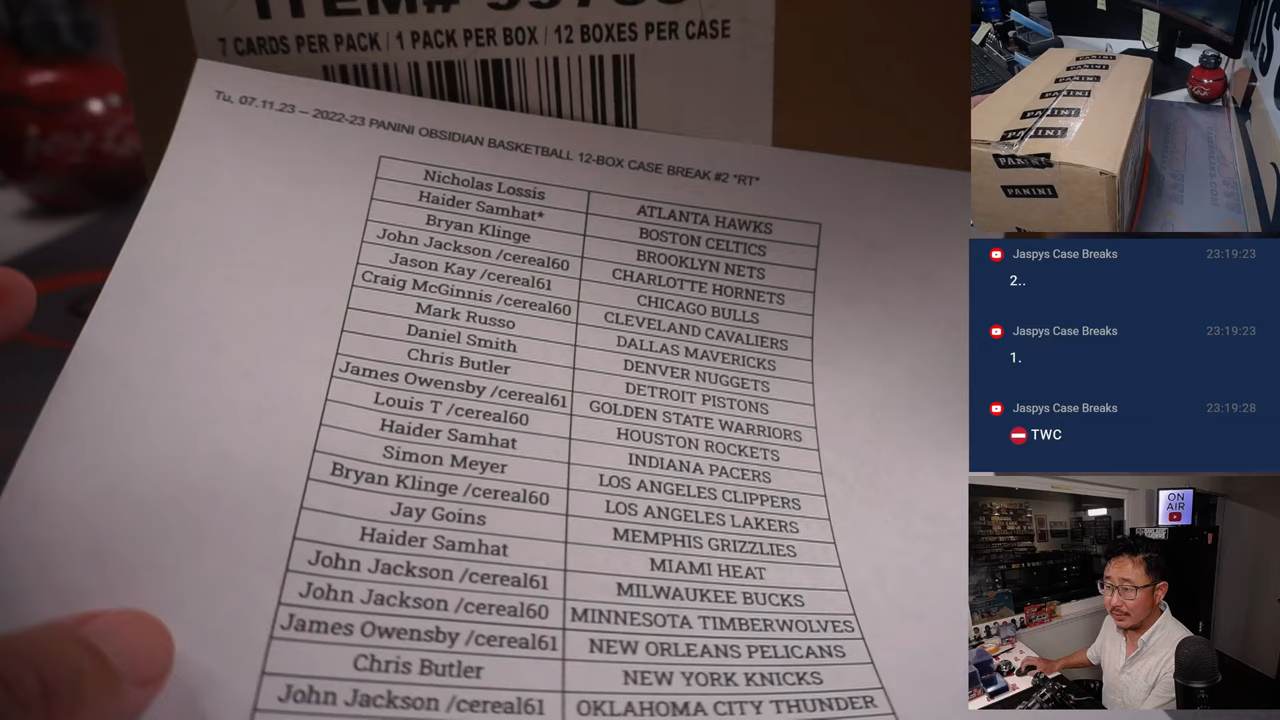 7 CARDS PER PACK / 1 PACK PER BOX / 12 BOXES PER CASE
Tu, 07.11.23 – 2022-23 PANINI OBSIDIAN BASKETBALL 12-BOX CASE BREAK #2 *RT*
Nicholas Lossis ATLANTA HAWKS
Haider Samhat* BOSTON CELTICS
Bryan Klinge BROOKLYN NETS
John Jackson /cereal60 CHARLOTTE HORNETS
Jason Kay /cereal61 CHICAGO BULLS
Craig McGinnis /cereal60 CLEVELAND CAVALIERS
Mark Russo DALLAS MAVERICKS
Daniel Smith DENVER NUGGETS
Chris Butler DETROIT PISTONS
James Owensby /cereal61 GOLDEN STATE WARRIORS
Louis T /cereal60 HOUSTON ROCKETS
Haider Samhat INDIANA PACERS
Simon Meyer LOS ANGELES CLIPPERS
Bryan Klinge /cereal60 LOS ANGELES LAKERS
Jay Goins MEMPHIS GRIZZLIES
Haider Samhat MIAMI HEAT
John Jackson /cereal61 MILWAUKEE BUCKS
John Jackson /cereal60 MINNESOTA TIMBERWOLVES
James Owensby /cereal61 NEW ORLEANS PELICANS
Chris Butler NEW YORK KNICKS
John Jackson /cereal61 OKLAHOMA CITY THUNDER
PANINI
PANINI
PANINI
PANINI
PANINI
PANINI
PANINI
Jaspys Case Breaks 23:19:23
2..
Jaspys Case Breaks 23:19:23
1.
Jaspys Case Breaks 23:19:28
TWC
ON
AIR